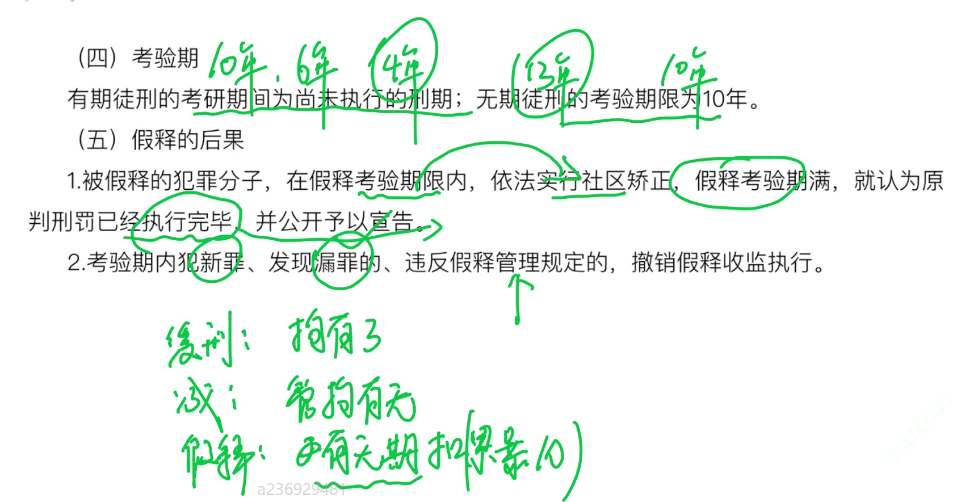 （四）考验期 10年、6年 4年 13年 10年
有期徒刑的考研期间为尚未执行的刑期；无期徒刑的考验期限为10年。
（五）假释的后果
1.被假释的犯罪分子，在假释考验期限内，依法实行社区矫正，假释考验期满，就认为原
判刑罚已经执行完毕，并公开予以宣告。
2.考验期内犯新罪、发现漏罪的、违反假释管理规定的，撤销假释收监执行。
缓刑：拘有3
减：管拘有无
假释：有无期 扣(累暴10)
a236929481